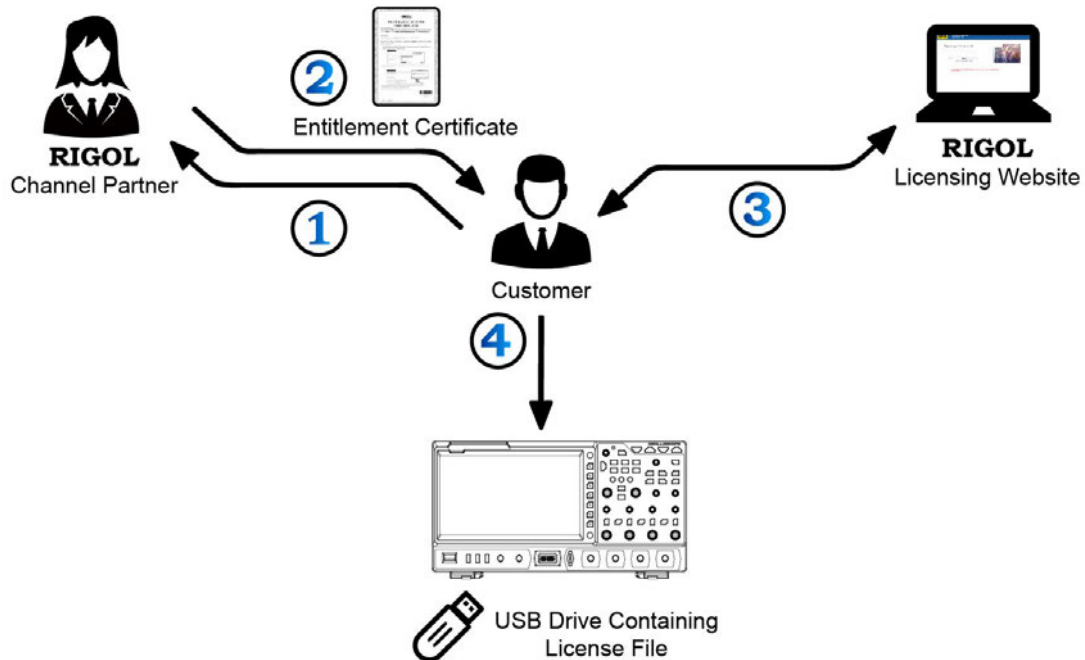 2
Entitlement Certificate
RIGOL
Channel Partner
1
RIGOL
Licensing Website
3
Customer
4
USB Drive Containing
License File